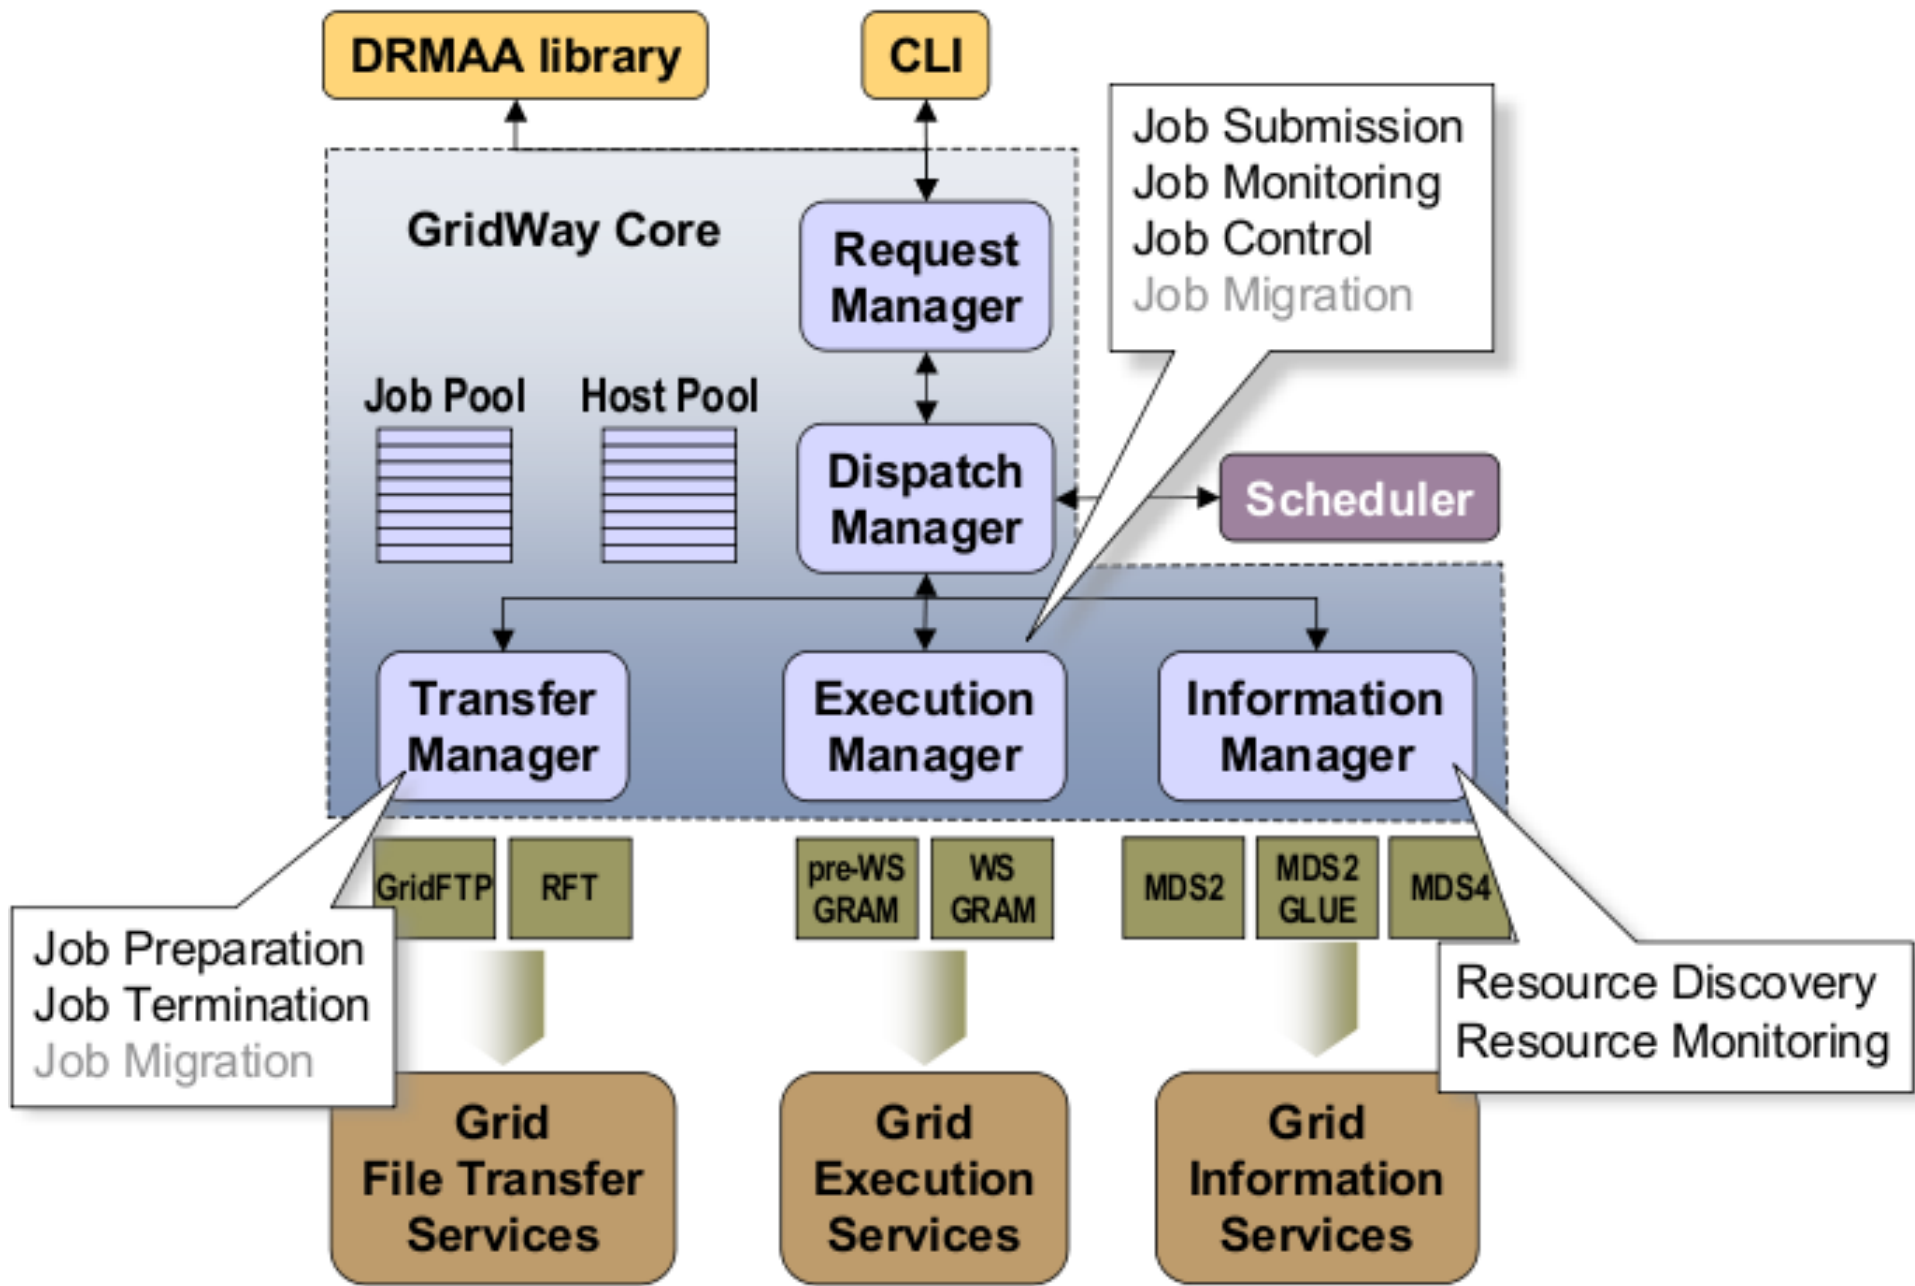 DRMAA library
CLI
Job Submission
Job Monitoring
Job Control
Job Migration
GridWay Core
Request
Manager
Job Pool
Host Pool
Dispatch
Manager
Scheduler
Transfer
Manager
Execution
Manager
Information
Manager
GridFTP
RFT
pre-WS
GRAM
WS
GRAM
MDS2
MDS2
GLUE
MDS4
Job Preparation
Job Termination
Job Migration
Resource Discovery
Resource Monitoring
Grid
File Transfer
Services
Grid
Execution
Services
Grid
Information
Services